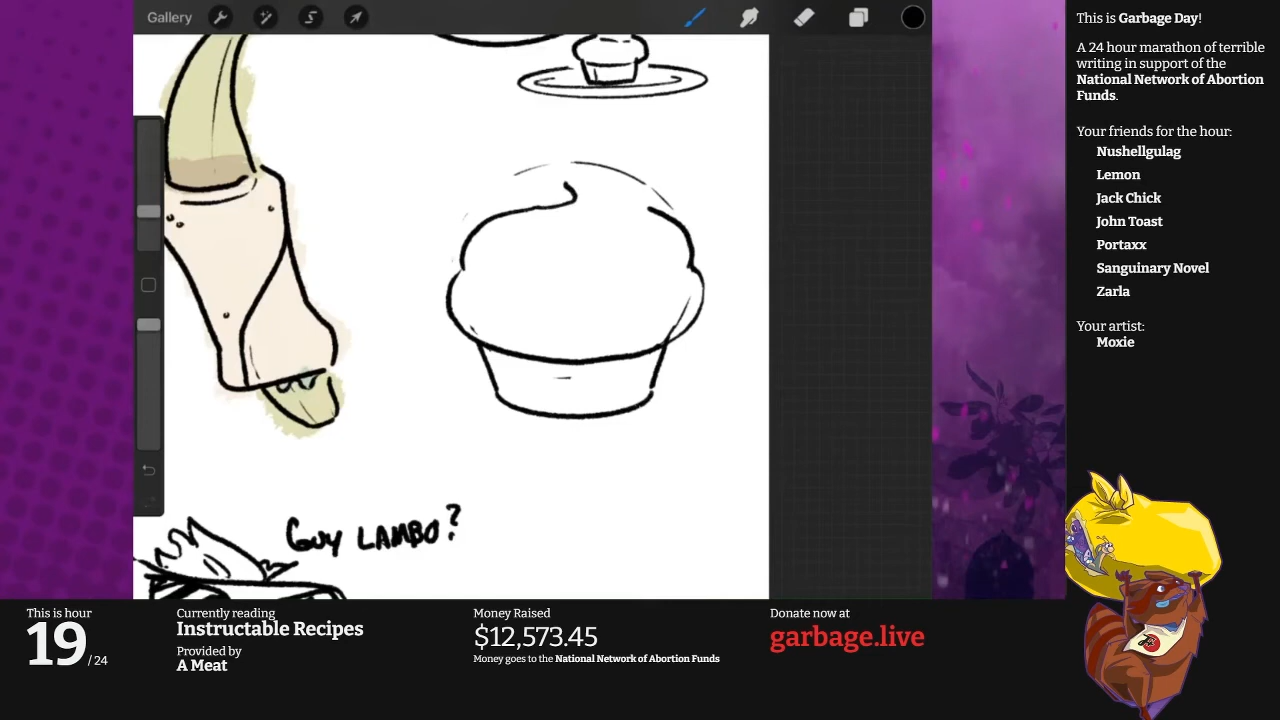 Gallery
GUY LAMBO?
This is Garbage Day!
A 24 hour marathon of terrible
writing in support of the
National Network of Abortion
Funds.
Your friends for the hour:
Nushellgulag
Lemon
Jack Chick
John Toast
Portaxx
Sanguinary Novel
Zarla
Your artist:
Moxie
This is hour
19 / 24
Currently reading
Instructable Recipes
Provided by
A Meat
Money Raised
$12,573.45
Money goes to the National Network of Abortion Funds
Donate now at
garbage.live